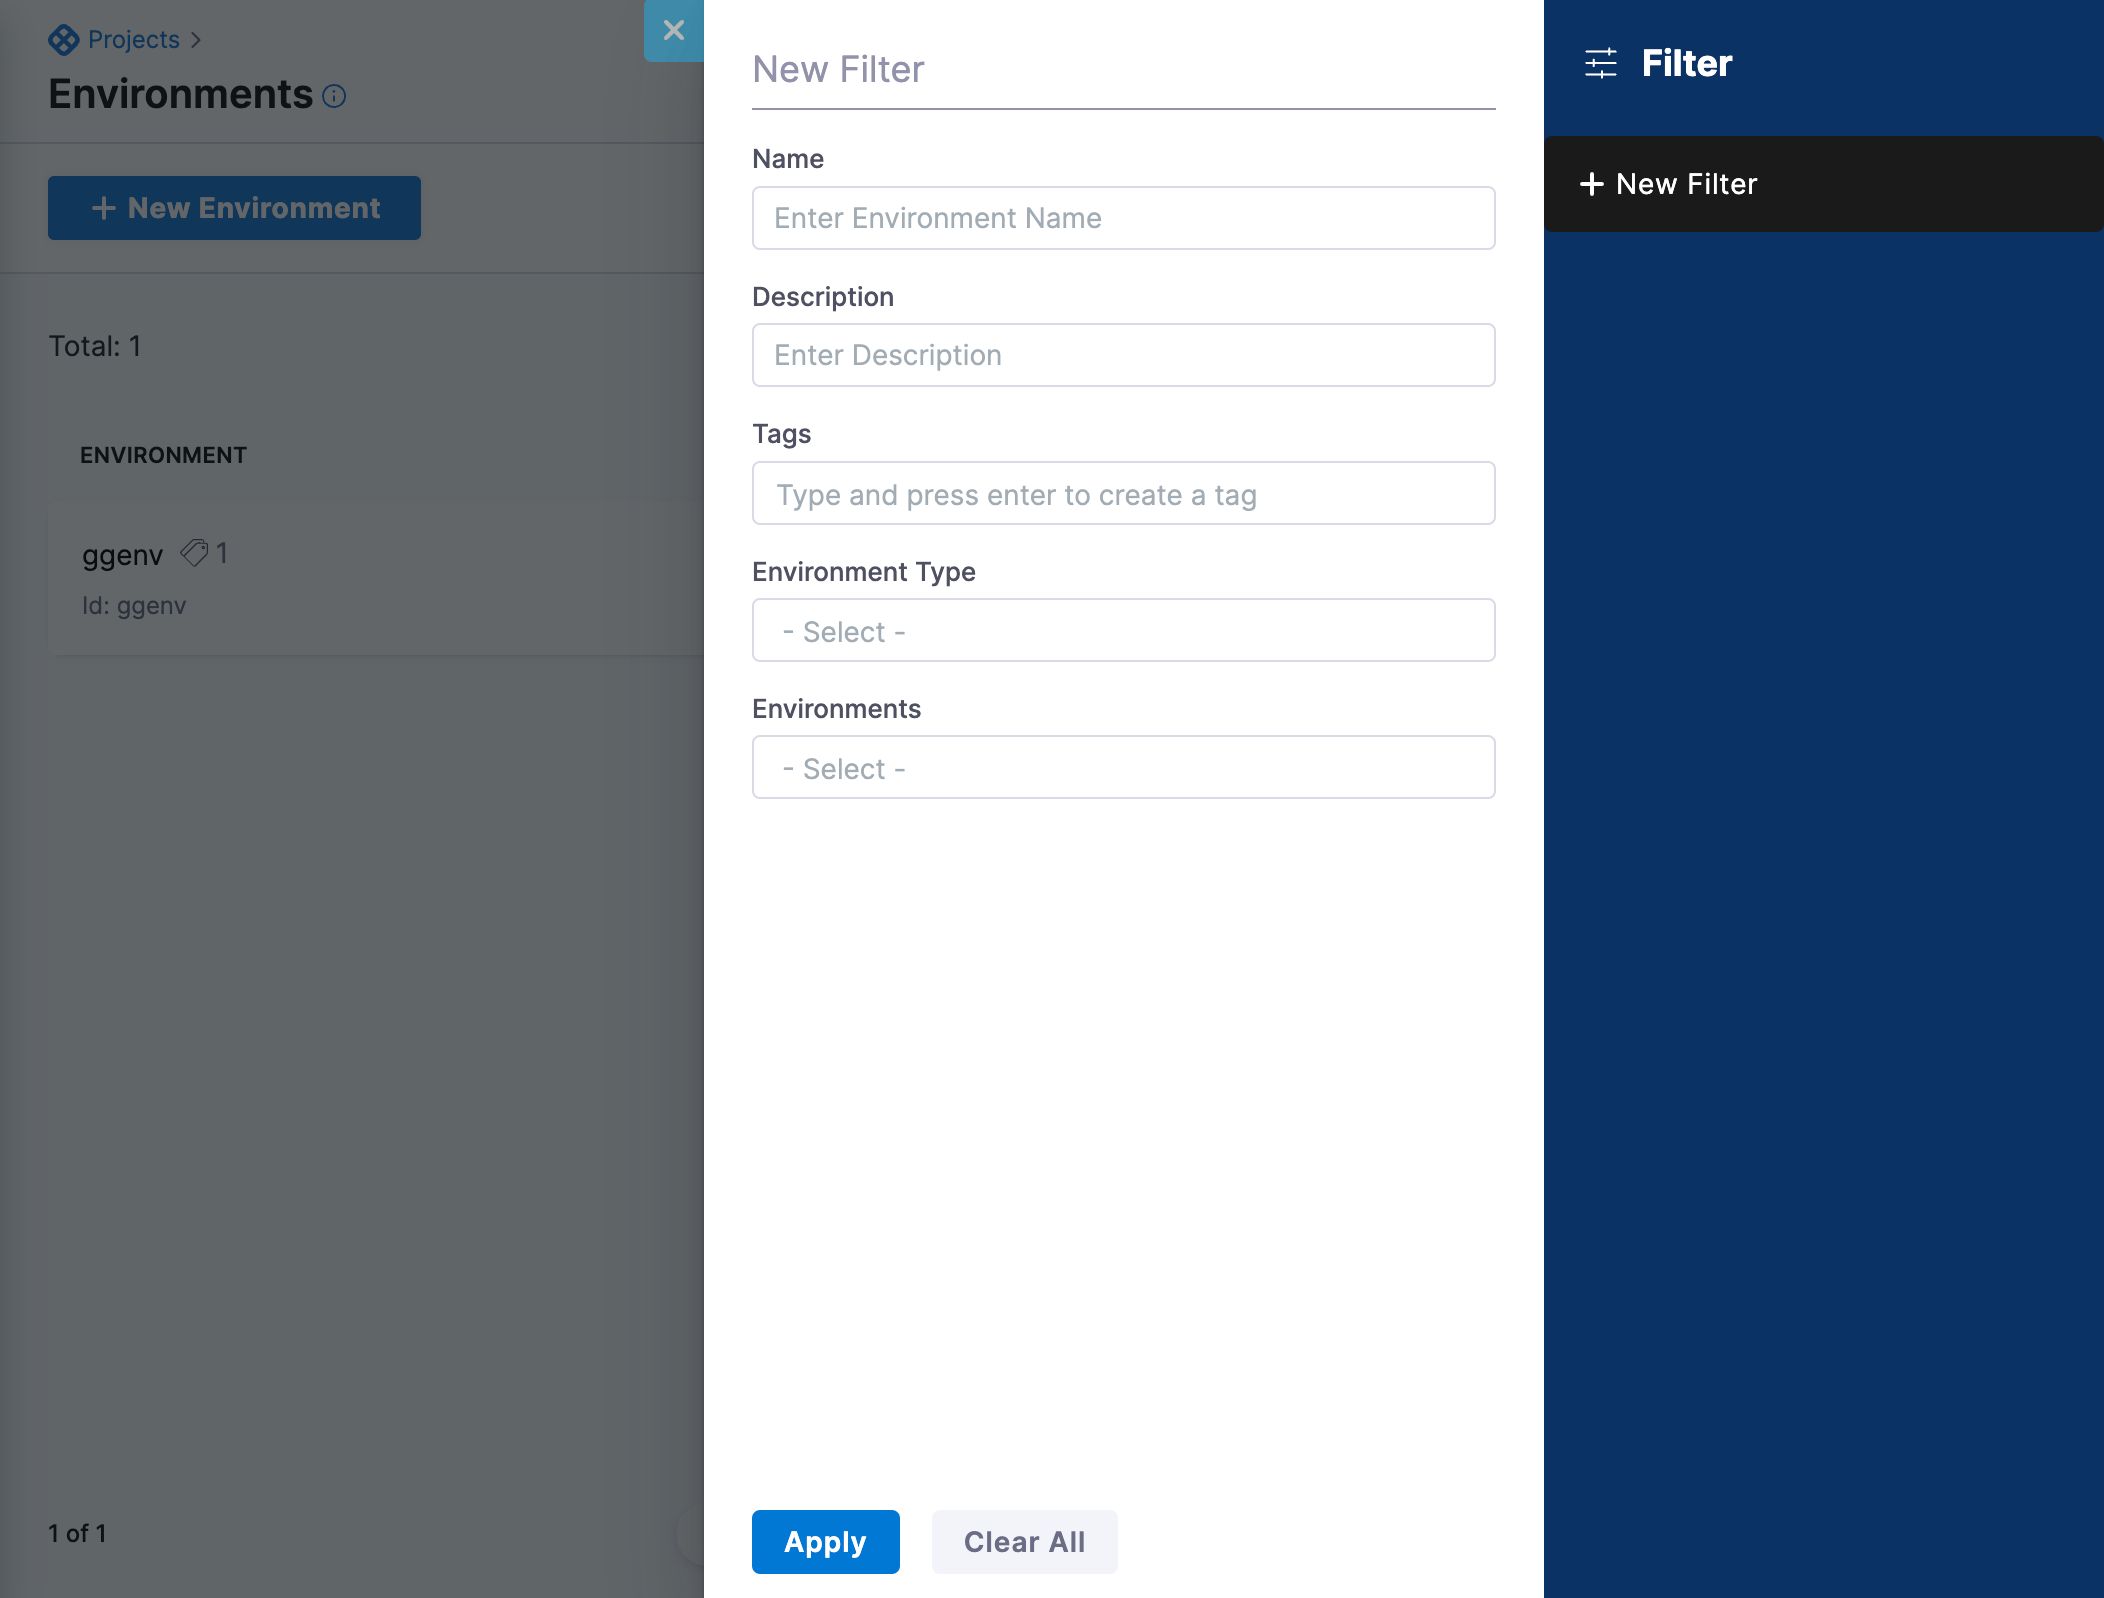 Projects
Environments
+ New Environment
Total: 1
ENVIRONMENT
ggenv 1
Id: ggenv
1 of 1
New Filter
Name
Enter Environment Name
Description
Enter Description
Tags
Type and press enter to create a tag
Environment Type
- Select -
Environments
- Select -
Apply
Clear All
Filter
+ New Filter